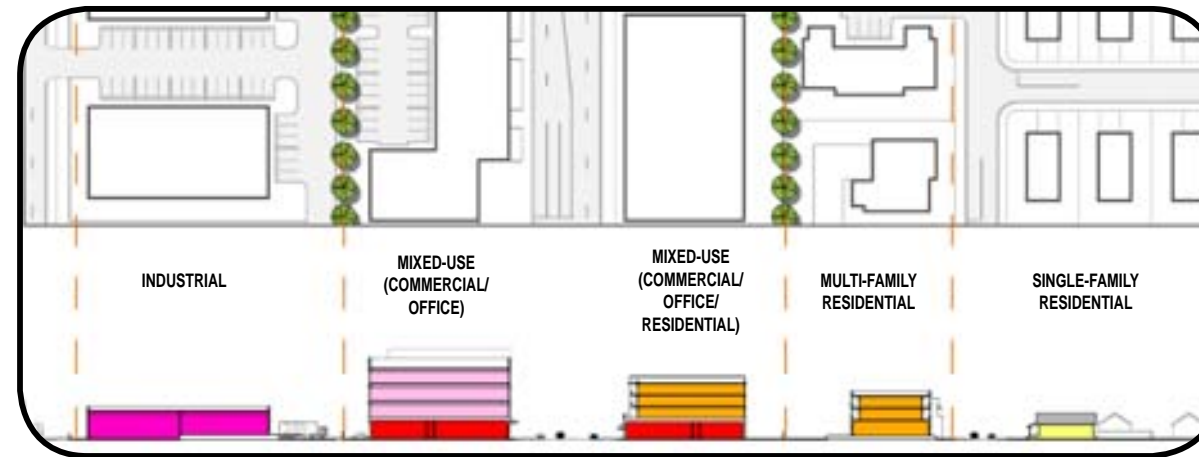 INDUSTRIAL
MIXED-USE
(COMMERCIAL/
OFFICE)
MIXED-USE
(COMMERCIAL/
OFFICE/
RESIDENTIAL)
MULTI-FAMILY
RESIDENTIAL
SINGLE-FAMILY
RESIDENTIAL